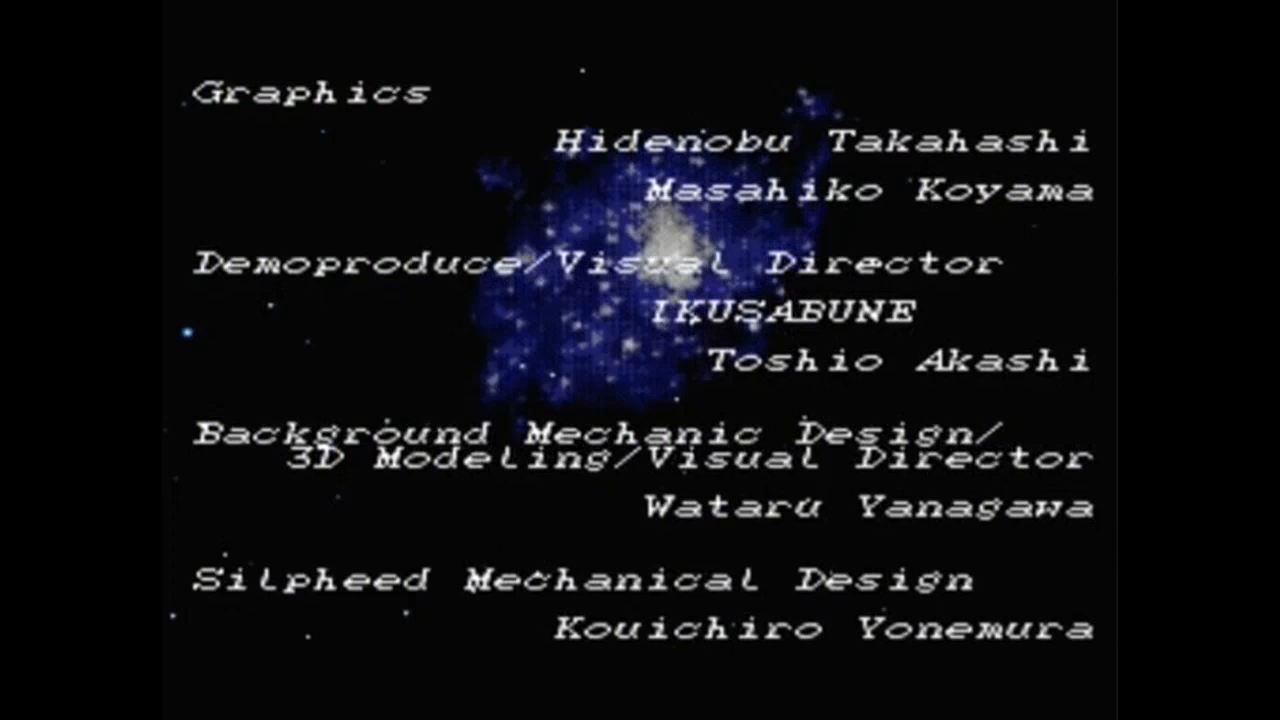 Graphics
Hidenobu Takahashi
Masahiko Koyama
Demoproduce/Visual Director
IKUSABUNE
Toshio Akashi
Background Mechanic Design/
3D Modeling/Visual Director
Wataru Yanagawa
Silpheed Mechanical Design
Kouichiro Yonemura